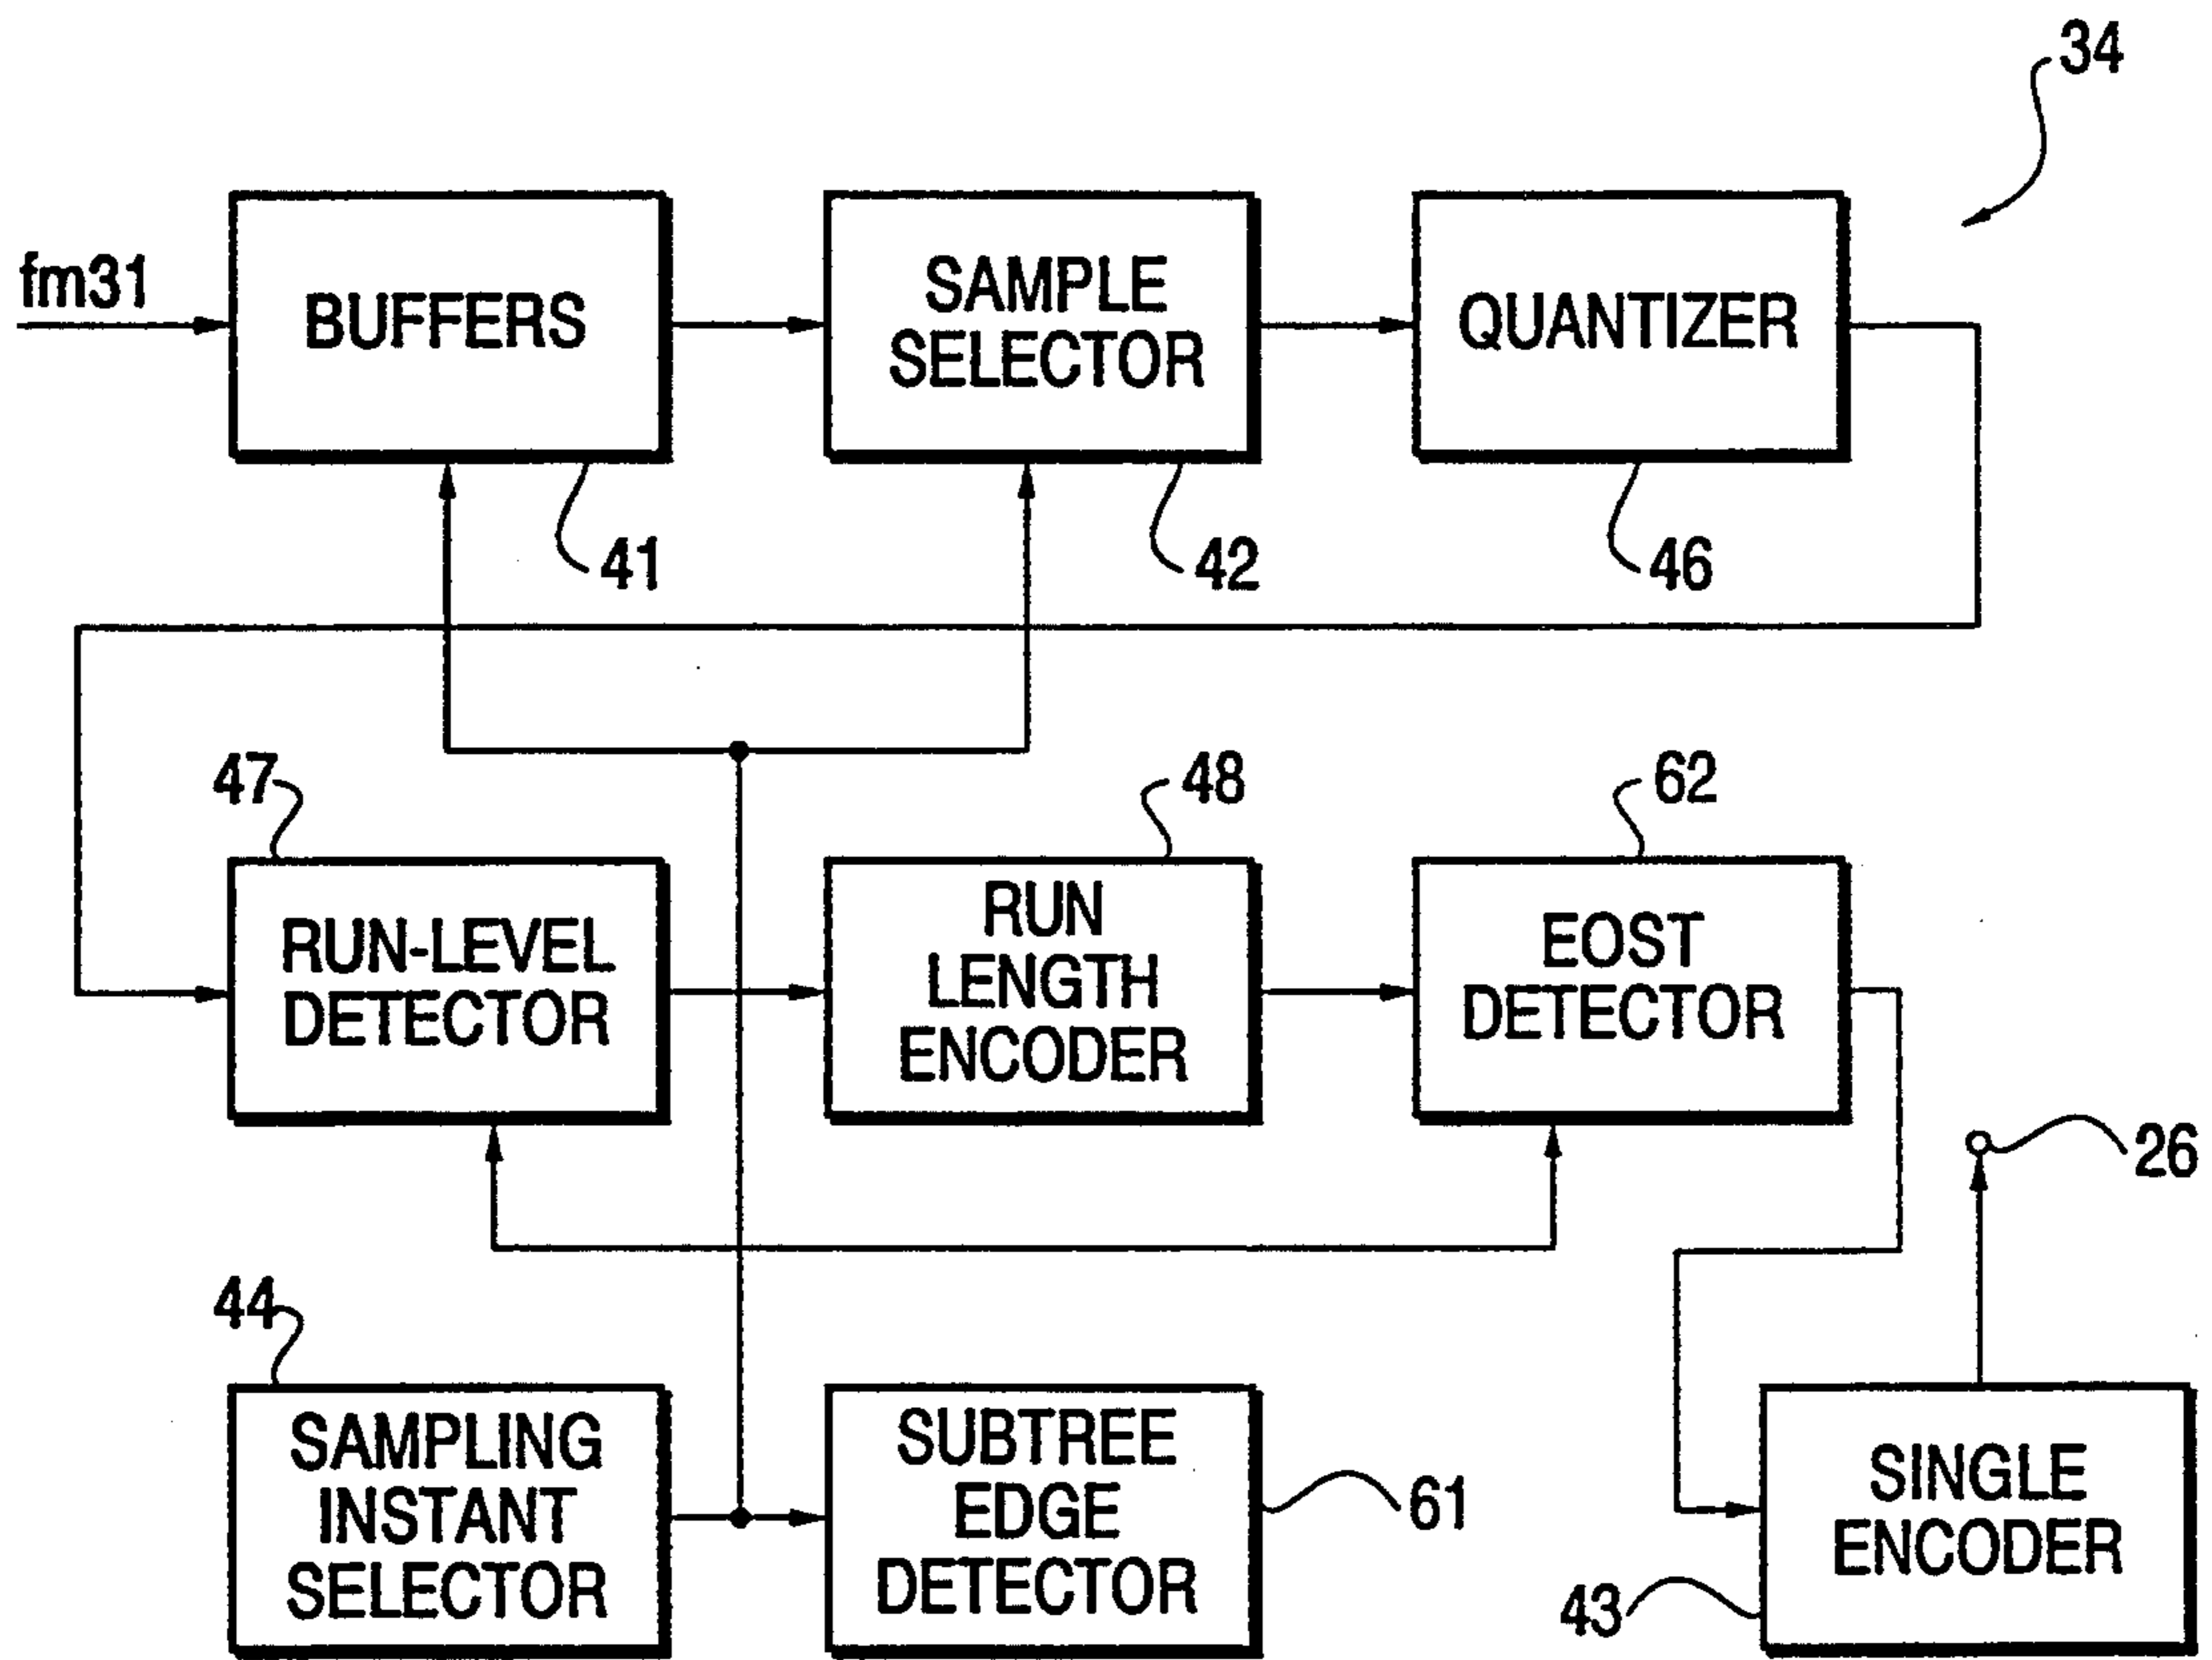 34
fm31
BUFFERS
SAMPLE
SELECTOR
QUANTIZER
41
42
46
47
48
62
RUN-LEVEL
DETECTOR
RUN
LENGTH
ENCODER
EOST
DETECTOR
26
44
SAMPLING
INSTANT
SELECTOR
SUBTREE
EDGE
DETECTOR
61
SINGLE
ENCODER
43